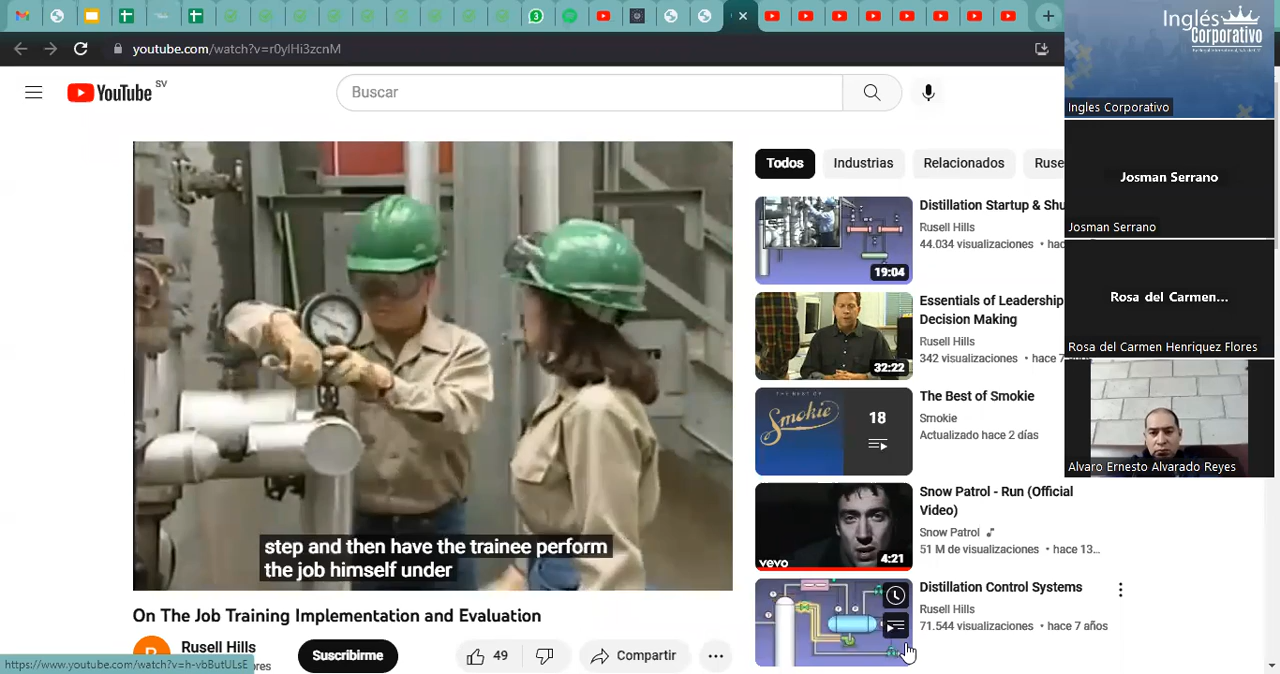 3
youtube.com/watch?v=r0yIHi3zcnM
YouTube SV
Buscar
step and then have the trainee perform
the job himself under
On The Job Training Implementation and Evaluation
R
Rusell Hills
ores
Suscribirme
49
Compartir
https://www.youtube.com/watch?v=h-vbButULsE
Todos
Industrias
Relacionados
Ruse
19:04
Distillation Startup & Shu
Rusell Hills
44.034 visualizaciones • hac
32:22
Essentials of Leadership
Decision Making
Rusell Hills
342 visualizaciones • hace 7
Smokie
18
The Best of Smokie
Smokie
Actualizado hace 2 días
vevo
4:21
Snow Patrol - Run (Official
Video)
Snow Patrol
51 M de visualizaciones • hace 13...
Distillation Control Systems
Rusell Hills
71.544 visualizaciones • hace 7 años
Inglés
Corporativo
Ingles Corporativo
Josman Serrano
Josman Serrano
Rosa del Carmen...
Rosa del Carmen Henriquez Flores
Alvaro Ernesto Alvarado Reyes